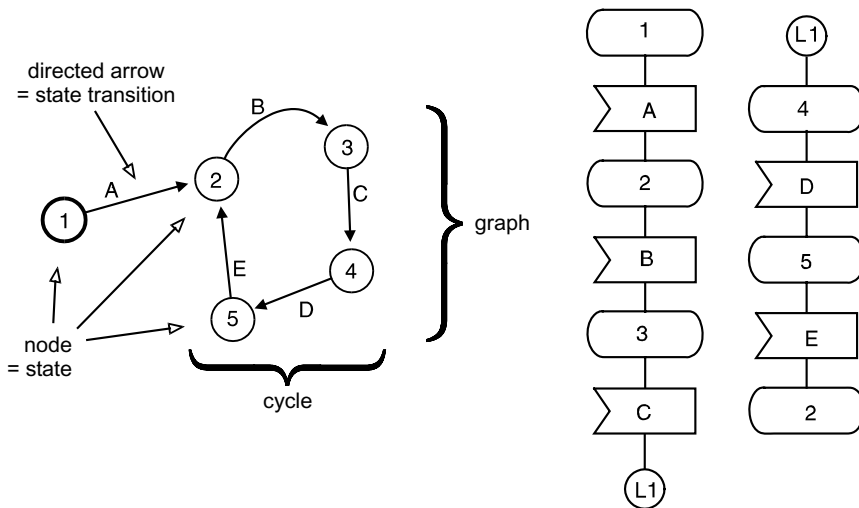 directed arrow
= state transition
A
B
1
2
3
C
4
D
5
E
node
= state
cycle
graph
1
A
2
B
3
C
L1
L1
4
D
5
E
2